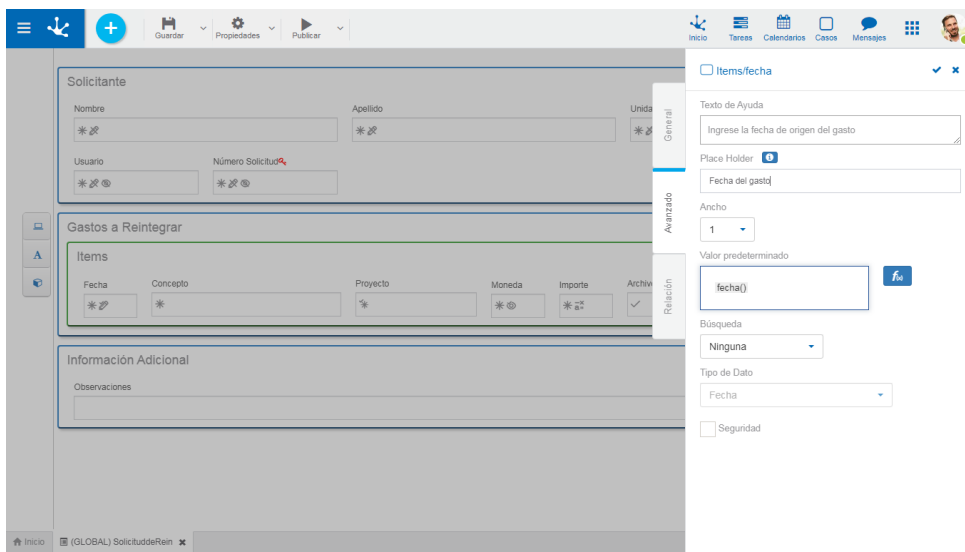 Guardar
Propiedades
Publicar
Inicio
Tareas
Calendarios
Casos
Mensajes
Solicitante
Nombre
Apellido
Unida
Usuario
Número Solicitud
Gastos a Reintegrar
Items
Fecha
Concepto
Proyecto
Moneda
Importe
Archivo
Información Adicional
Observaciones
General
Avanzado
Relación
Items/fecha
Texto de Ayuda
Ingrese la fecha de origen del gasto
Place Holder
Fecha del gasto
Ancho
1
Valor predeterminado
fecha()
f(x)
Búsqueda
Ninguna
Tipo de Dato
Fecha
Seguridad
Inicio
(GLOBAL) SolicituddeRein